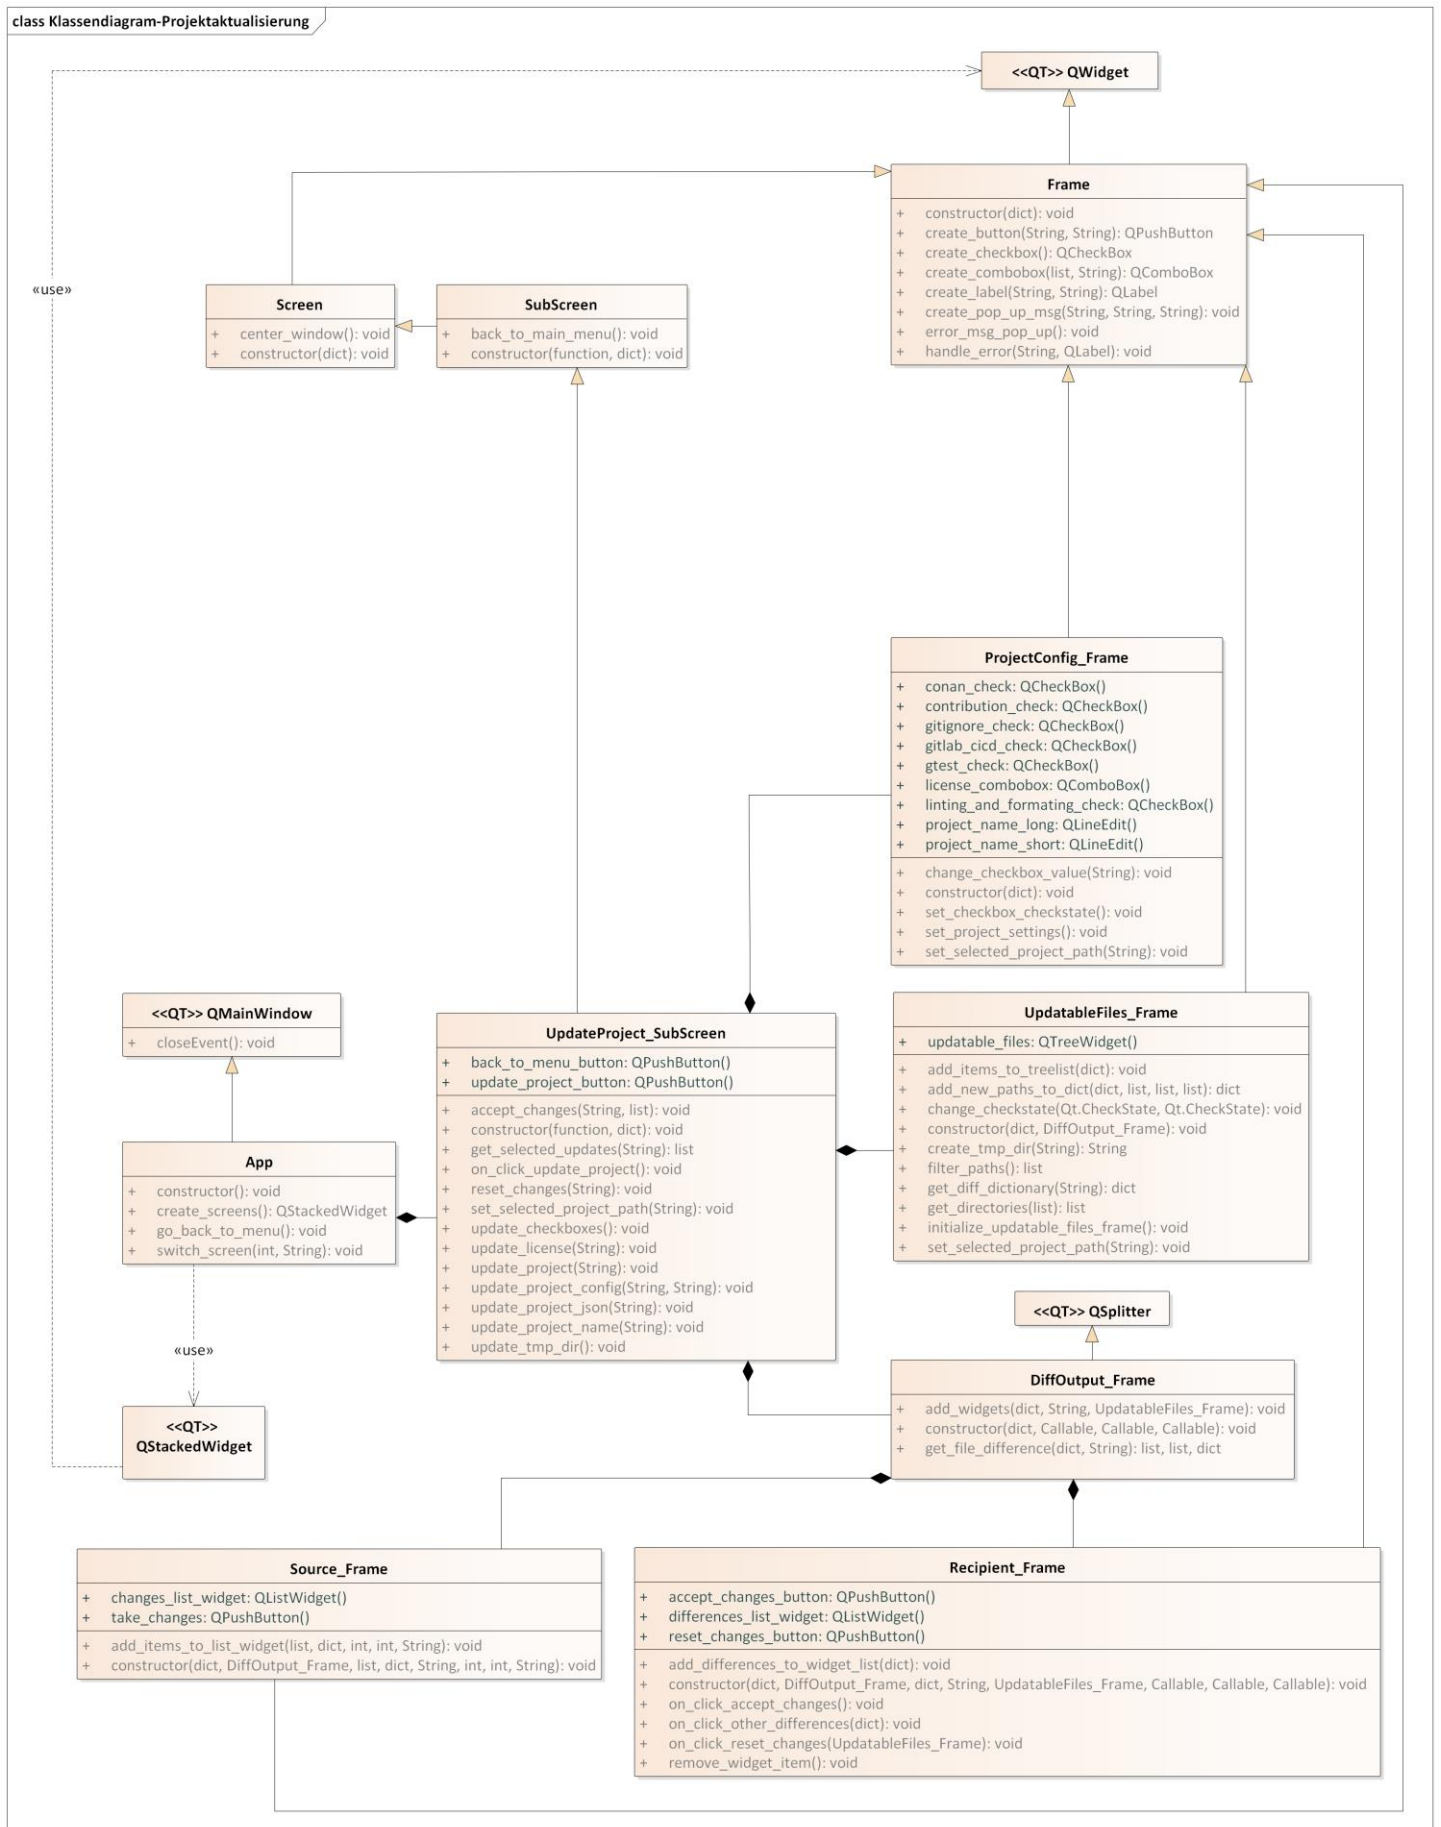 class Klassendiagram-Projektaktualisierung
<<QT>> QWidget
Frame
+ constructor(dict): void
+ create_button(String, String): QPushButton
+ create_checkbox(): QCheckBox
+ create_combobox(list, String): QComboBox
+ create_label(String, String): QLabel
+ create_pop_up_msg(String, String, String): void
+ error_msg_pop_up(): void
+ handle_error(String, QLabel): void
«use»
Screen
+ center_window(): void
+ constructor(dict): void
SubScreen
+ back_to_main_menu(): void
+ constructor(function, dict): void
ProjectConfig_Frame
+ conan_check: QCheckBox()
+ contribution_check: QCheckBox()
+ gitignore_check: QCheckBox()
+ gitlab_cicd_check: QCheckBox()
+ gtest_check: QCheckBox()
+ license_combobox: QComboBox()
+ linting_and_formating_check: QCheckBox()
+ project_name_long: QLineEdit()
+ project_name_short: QLineEdit()
+ change_checkbox_value(String): void
+ constructor(dict): void
+ set_checkbox_checkstate(): void
+ set_project_settings(): void
+ set_selected_project_path(String): void
<<QT>> QMainWindow
+ closeEvent(): void
App
+ constructor(): void
+ create_screens(): QStackedWidget
+ go_back_to_menu(): void
+ switch_screen(int, String): void
UpdateProject_SubScreen
+ back_to_menu_button: QPushButton()
+ update_project_button: QPushButton()
+ accept_changes(String, list): void
+ constructor(function, dict): void
+ get_selected_updates(String): list
+ on_click_update_project(): void
+ reset_changes(String): void
+ set_selected_project_path(String): void
+ update_checkboxes(): void
+ update_license(String): void
+ update_project(String): void
+ update_project_config(String, String): void
+ update_project_json(String): void
+ update_project_name(String): void
+ update_tmp_dir(): void
UpdatableFiles_Frame
+ updatable_files: QTreeWidget()
+ add_items_to_treelist(dict): void
+ add_new_paths_to_dict(dict, list, list, list): dict
+ change_checkstate(Qt.CheckState, Qt.CheckState): void
+ constructor(dict, DiffOutput_Frame): void
+ create_tmp_dir(String): String
+ filter_paths(): list
+ get_diff_dictionary(String): dict
+ get_directories(list): list
+ initialize_updatable_files_frame(): void
+ set_selected_project_path(String): void
<<QT>> QSplitter
«use»
<<QT>>
QStackedWidget
DiffOutput_Frame
+ add_widgets(dict, String, UpdatableFiles_Frame): void
+ constructor(dict, Callable, Callable, Callable): void
+ get_file_difference(dict, String): list, list, dict
Source_Frame
+ changes_list_widget: QListWidget()
+ take_changes: QPushButton()
+ add_items_to_list_widget(list, dict, int, int, String): void
+ constructor(dict, DiffOutput_Frame, list, dict, String, int, int, String): void
Recipient_Frame
+ accept_changes_button: QPushButton()
+ differences_list_widget: QListWidget()
+ reset_changes_button: QPushButton()
+ add_differences_to_widget_list(dict): void
+ constructor(dict, DiffOutput_Frame, dict, String, UpdatableFiles_Frame, Callable, Callable, Callable): void
+ on_click_accept_changes(): void
+ on_click_other_differences(dict): void
+ on_click_reset_changes(UpdatableFiles_Frame): void
+ remove_widget_item(): void